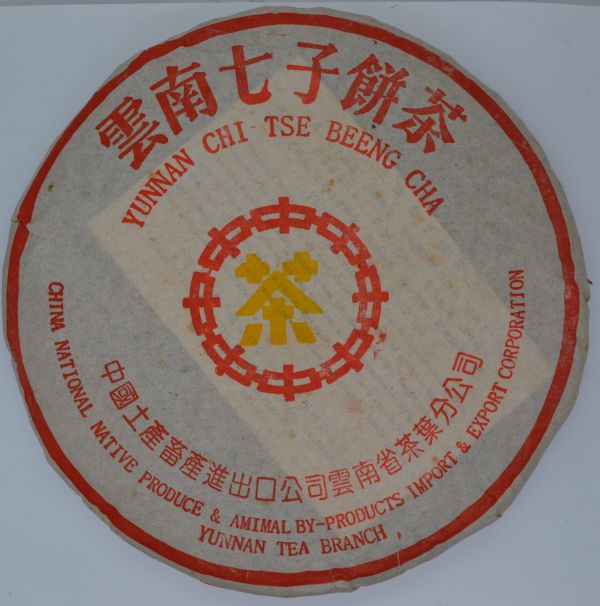 雲南七子餅茶
YUNNAN CHI TSE BEENG CHA
茶
中國土產畜產進出口公司雲南省茶葉分公司
CHINA NATIONAL NATIVE PRODUCE & AMIMAL BY-PRODUCTS IMPORT & EXPORT CORPORATION
YUNNAN TEA BRANCH